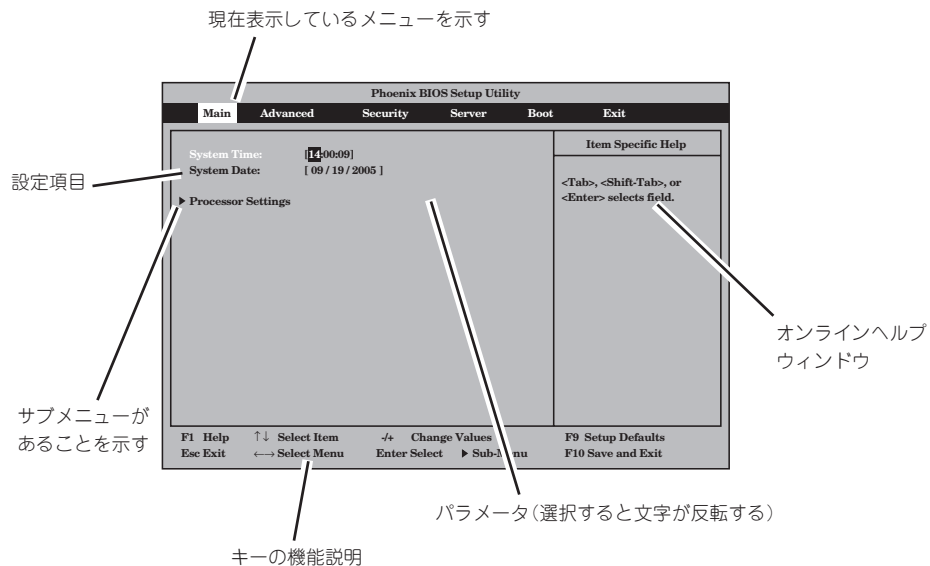 現在表示しているメニューを示す
Phoenix BIOS Setup Utility
Main Advanced Security Server Boot Exit
System Time: [14:00:09]
System Date: [ 09 / 19 / 2005 ]
▶ Processor Settings
Item Specific Help
<Tab>, <Shift-Tab>, or
<Enter> selects field.
設定項目
オンラインヘルプ
ウィンドウ
サブメニューが
あることを示す
F1 Help ↑↓ Select Item -/+ Change Values F9 Setup Defaults
Esc Exit ←→ Select Menu Enter Select ▶ Sub-Menu F10 Save and Exit
パラメータ(選択すると文字が反転する)
キーの機能説明